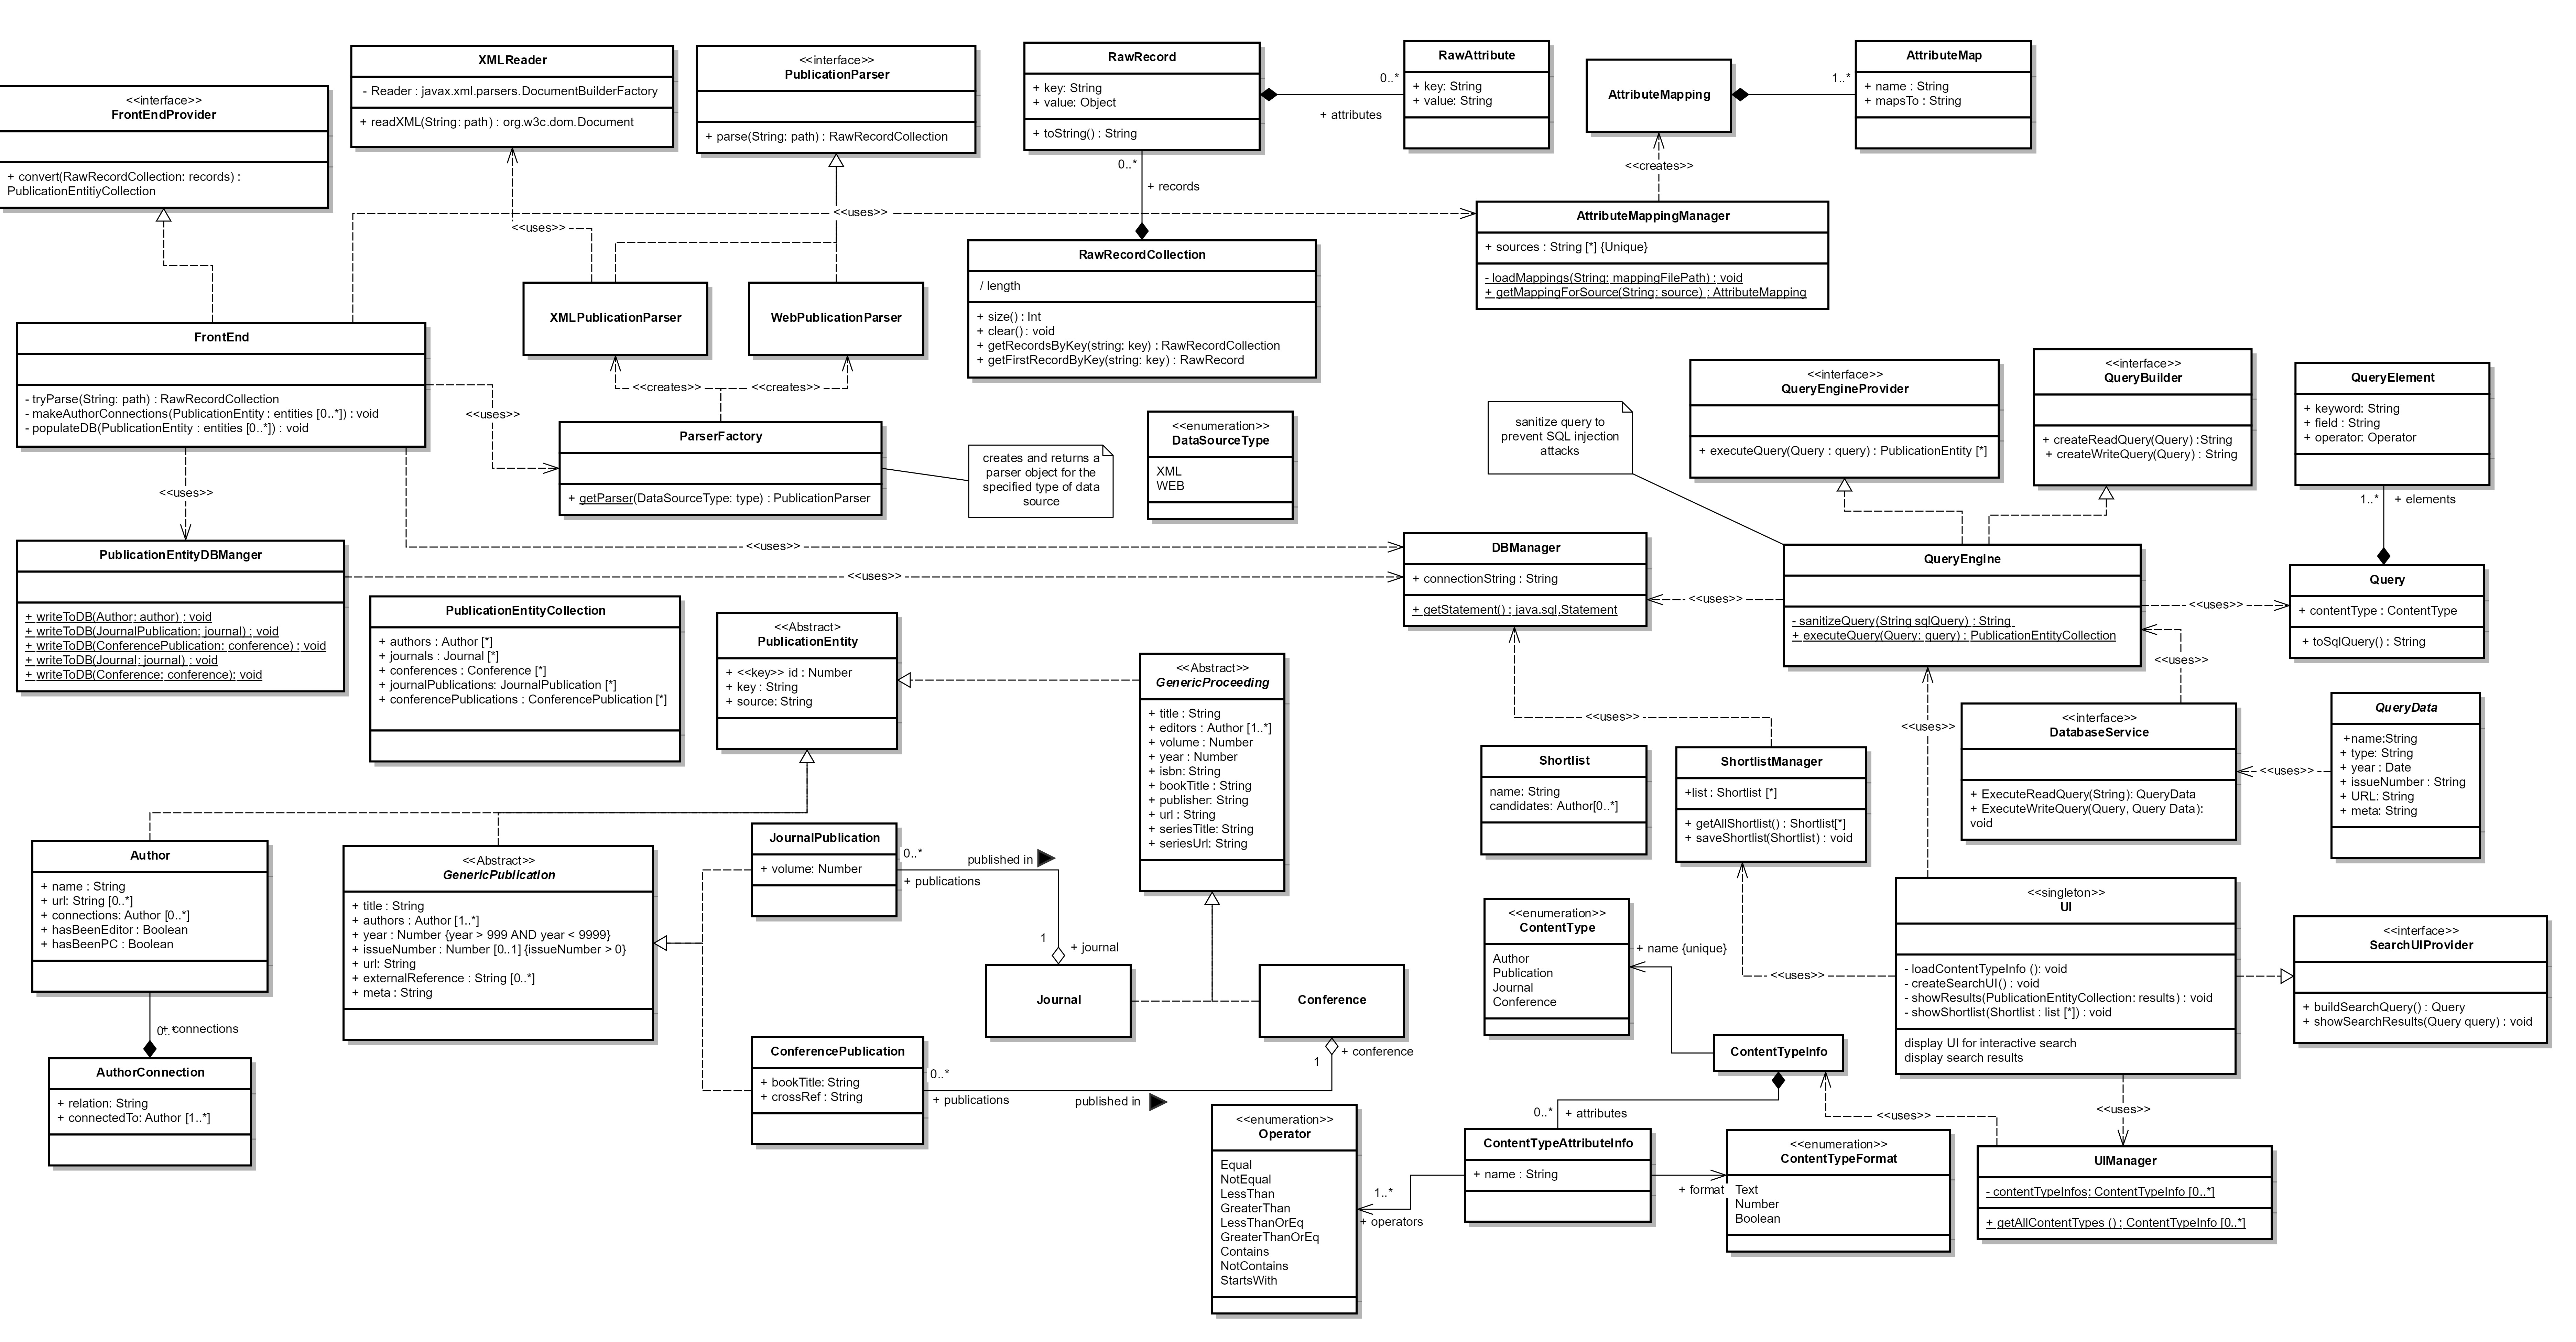 <<interface>>
FrontEndProvider
+ convert(RawRecordCollection: records) :
PublicationEntitiyCollection
XMLReader
- Reader : javax.xml.parsers.DocumentBuilderFactory
+ readXML(String: path) : org.w3c.dom.Document
<<interface>>
PublicationParser
+ parse(String: path) : RawRecordCollection
RawRecord
+ key: String
+ value: Object
+ toString() : String
0..*
+ attributes
RawAttribute
+ key: String
+ value: String
AttributeMapping
1..*
AttributeMap
+ name : String
+ mapsTo : String
<<creates>>
0..*
+ records
<<uses>>
<<uses>>
AttributeMappingManager
+ sources : String [*] {Unique}
- loadMappings(String: mappingFilePath) : void
+ getMappingForSource(String: source) : AttributeMapping
RawRecordCollection
/ length
+ size() : Int
+ clear() : void
+ getRecordsByKey(string: key) : RawRecordCollection
+ getFirstRecordByKey(string: key) : RawRecord
XMLPublicationParser
WebPublicationParser
FrontEnd
- tryParse(String: path) : RawRecordCollection
- makeAuthorConnections(PublicationEntity : entities [0..*]) : void
- populateDB(PublicationEntity : entities [0..*]) : void
<<creates>>
<<creates>>
<<uses>>
ParserFactory
+ getParser(DataSourceType: type) : PublicationParser
creates and returns a
parser object for the
specified type of data
source
<<enumeration>>
DataSourceType
XML
WEB
sanitize query to
prevent SQL injection
attacks
<<interface>>
QueryEngineProvider
+ executeQuery(Query : query) : PublicationEntity [*]
<<interface>>
QueryBuilder
+ createReadQuery(Query) :String
+ createWriteQuery(Query) : String
QueryElement
+ keyword: String
+ field : String
+ operator: Operator
1..*
+ elements
<<uses>>
PublicationEntityDBManger
+ writeToDB(Author: author) : void
+ writeToDB(JournalPublication: journal) : void
+ writeToDB(ConferencePublication: conference) : void
+ writeToDB(Journal: journal) : void
+ writeToDB(Conference: conference): void
<<uses>>
<<uses>>
DBManager
+ connectionString : String
+ getStatement() : java.sql.Statement
<<uses>>
QueryEngine
- sanitizeQuery(String sqlQuery) : String
+ executeQuery(Query: query) : PublicationEntityCollection
<<uses>>
Query
+ contentType : ContentType
+ toSqlQuery() : String
PublicationEntityCollection
+ authors : Author [*]
+ journals : Journal [*]
+ conferences : Conference [*]
+ journalPublications: JournalPublication [*]
+ conferencePublications : ConferencePublication [*]
<<Abstract>
PublicationEntity
+ <<key>> id : Number
+ key : String
+ source: String
<<Abstract>>
GenericProceeding
+ title : String
+ editors : Author [1..*]
+ volume : Number
+ year : Number
+ isbn: String
+ bookTitle : String
+ publisher: String
+ url : String
+ seriesTitle: String
+ seriesUrl: String
<<uses>>
<<uses>>
<<uses>>
Shortlist
name: String
candidates: Author[0..*]
ShortlistManager
+list : Shortlist [*]
+ getAllShortlist() : Shortlist[*]
+ saveShortlist(Shortlist) : void
<<interface>>
DatabaseService
+ ExecuteReadQuery(String): QueryData
+ ExecuteWriteQuery(Query, Query Data):
void
<<uses>>
QueryData
+name:String
+ type: String
+ year : Date
+ issueNumber : String
+ URL: String
+ meta: String
Author
+ name : String
+ url: String [0..*]
+ connections: Author [0..*]
+ hasBeenEditor : Boolean
+ hasBeenPC : Boolean
<<Abstract>>
GenericPublication
+ title : String
+ authors : Author [1..*]
+ year : Number {year > 999 AND year < 9999}
+ issueNumber : Number [0..1] {issueNumber > 0}
+ url: String
+ externalReference : String [0..*]
+ meta : String
JournalPublication
+ volume: Number
0..*
+ publications
published in
1
+ journal
Journal
Conference
1
+ conference
<<enumeration>>
ContentType
Author
Publication
Journal
Conference
+ name {unique}
<<uses>>
<<singleton>>
UI
- loadContentTypeInfo (): void
- createSearchUI() : void
- showResults(PublicationEntityCollection: results) : void
- showShortlist(Shortlist : list [*]) : void
display UI for interactive search
display search results
<<interface>>
SearchUIProvider
+ buildSearchQuery() : Query
+ showSearchResults(Query query) : void
0..*
+ connections
AuthorConnection
+ relation: String
+ connectedTo: Author [1..*]
ConferencePublication
+ bookTitle: String
+ crossRef : String
0..*
+ publications
published in
ContentTypeInfo
0..*
+ attributes
<<uses>>
<<uses>>
<<enumeration>>
Operator
Equal
NotEqual
LessThan
GreaterThan
LessThanOrEq
GreaterThanOrEq
Contains
NotContains
StartsWith
1..*
+ operators
ContentTypeAttributeInfo
+ name : String
+ format
<<enumeration>>
ContentTypeFormat
Text
Number
Boolean
UIManager
- contentTypeInfos: ContentTypeInfo [0..*]
+ getAllContentTypes () : ContentTypeInfo [0..*]